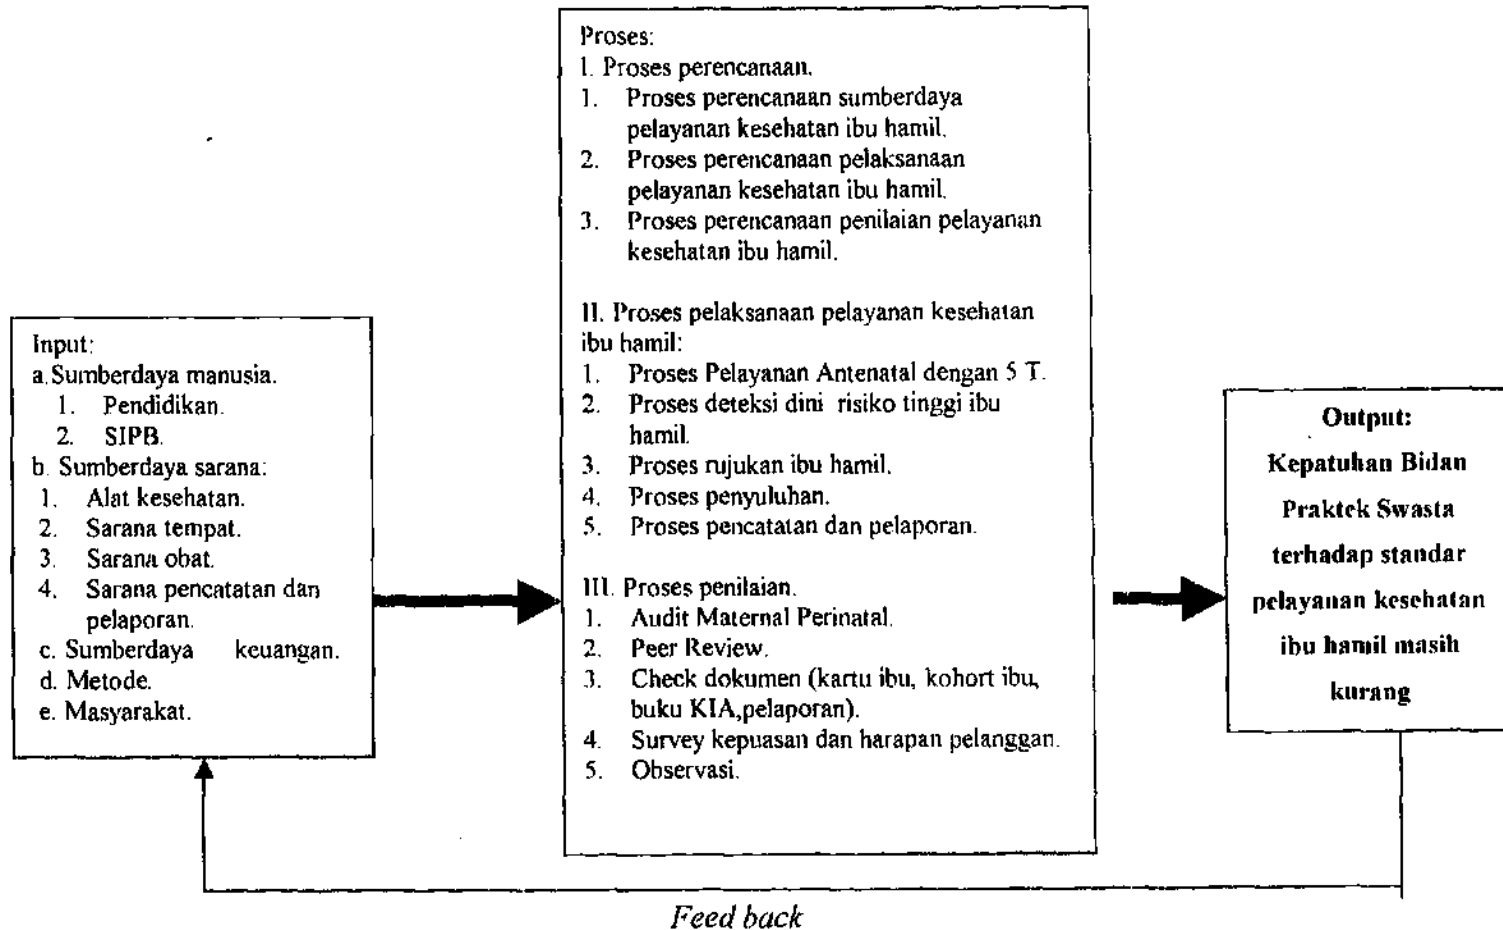 Input:
a.Sumberdaya manusia.
1. Pendidikan.
2. SIPB.
b. Sumberdaya sarana:
1. Alat kesehatan.
2. Sarana tempat.
3. Sarana obat.
4. Sarana pencatatan dan
pelaporan.
c. Sumberdaya keuangan.
d. Metode.
e. Masyarakat.
Proses:
I. Proses perencanaan.
1. Proses perencanaan sumberdaya
pelayanan kesehatan ibu hamil.
2. Proses perencanaan pelaksanaan
pelayanan kesehatan ibu hamil.
3. Proses perencanaan penilaian pelayanan
kesehatan ibu hamil.
II. Proses pelaksanaan pelayanan kesehatan
ibu hamil:
1. Proses Pelayanan Antenatal dengan 5 T.
2. Proses deteksi dini risiko tinggi ibu
hamil.
3. Proses rujukan ibu hamil.
4. Proses penyuluhan.
5. Proses pencatatan dan pelaporan.
III. Proses penilaian.
1. Audit Maternal Perinatal.
2. Peer Review.
3. Check dokumen (kartu ibu, kohort ibu,
buku KIA,pelaporan).
4. Survey kepuasan dan harapan pelanggan.
5. Observasi.
Output:
Kepatuhan Bidan
Praktek Swasta
terhadap standar
pelayanan kesehatan
ibu hamil masih
kurang
Feed back